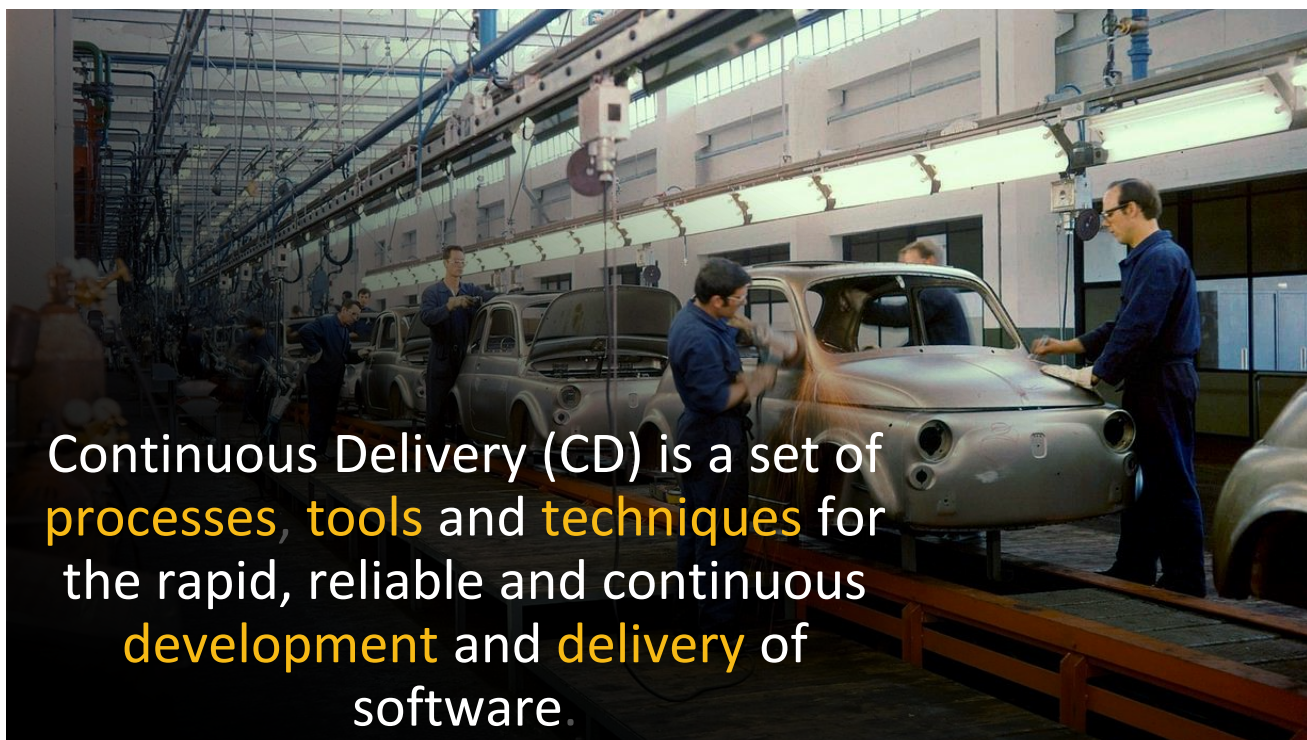 Continuous Delivery (CD) is a set of
processes, tools and techniques for
the rapid, reliable and continuous
development and delivery of
software.